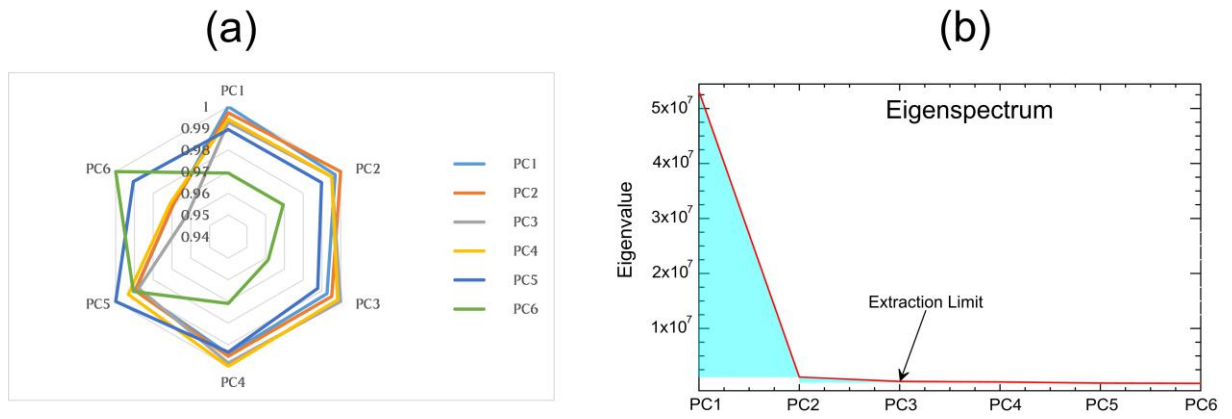 (a)
PC1
1
0.99
0.98
0.97
0.96
0.95
0.94
PC2
PC3
PC4
PC5
PC6
PC1
PC2
PC3
PC4
PC5
PC6
(b)
Eigenspectrum
Eigenvalue
5x10⁷
4x10⁷
3x10⁷
2x10⁷
1x10⁷
Extraction Limit
PC1 PC2 PC3 PC4 PC5 PC6